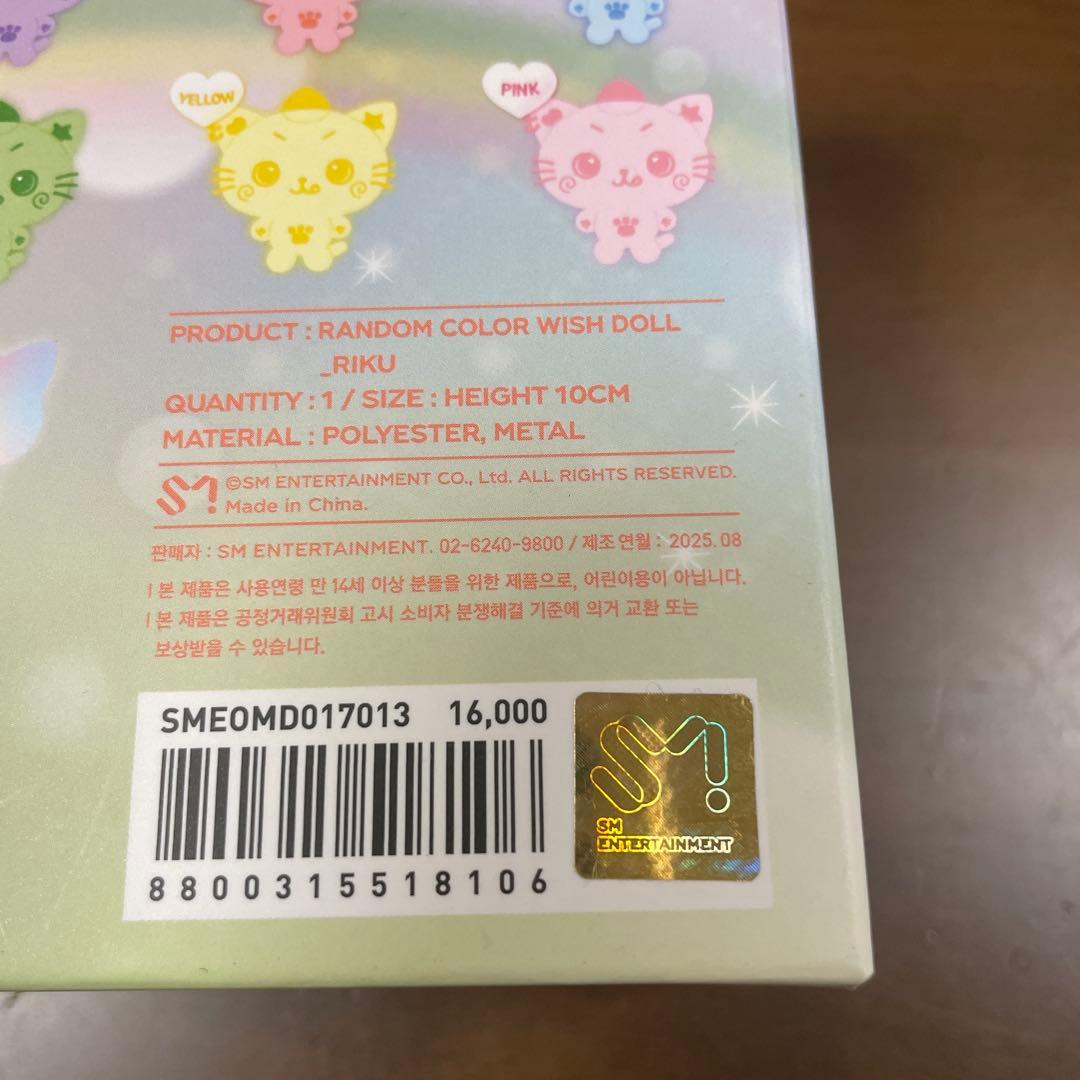 YELLOW
PINK
PRODUCT : RANDOM COLOR WISH DOLL
_RIKU
QUANTITY : 1 / SIZE : HEIGHT 10CM
MATERIAL : POLYESTER, METAL
SM ©SM ENTERTAINMENT CO., Ltd. ALL RIGHTS RESERVED.
Made in China.
판매자 : SM ENTERTAINMENT. 02-6240-9800 / 제조연월 : 2025.08
I 본 제품은 사용연령 만 14세 이상 분들을 위한 제품으로, 어린이용이 아닙니다.
I 본 제품은 공정거래위원회 고시 소비자 분쟁해결 기준에 의거 교환 또는
보상받을 수 있습니다.
SMEOMD017013 16,000
8800315518106
SM
SM
ENTERTAINMENT